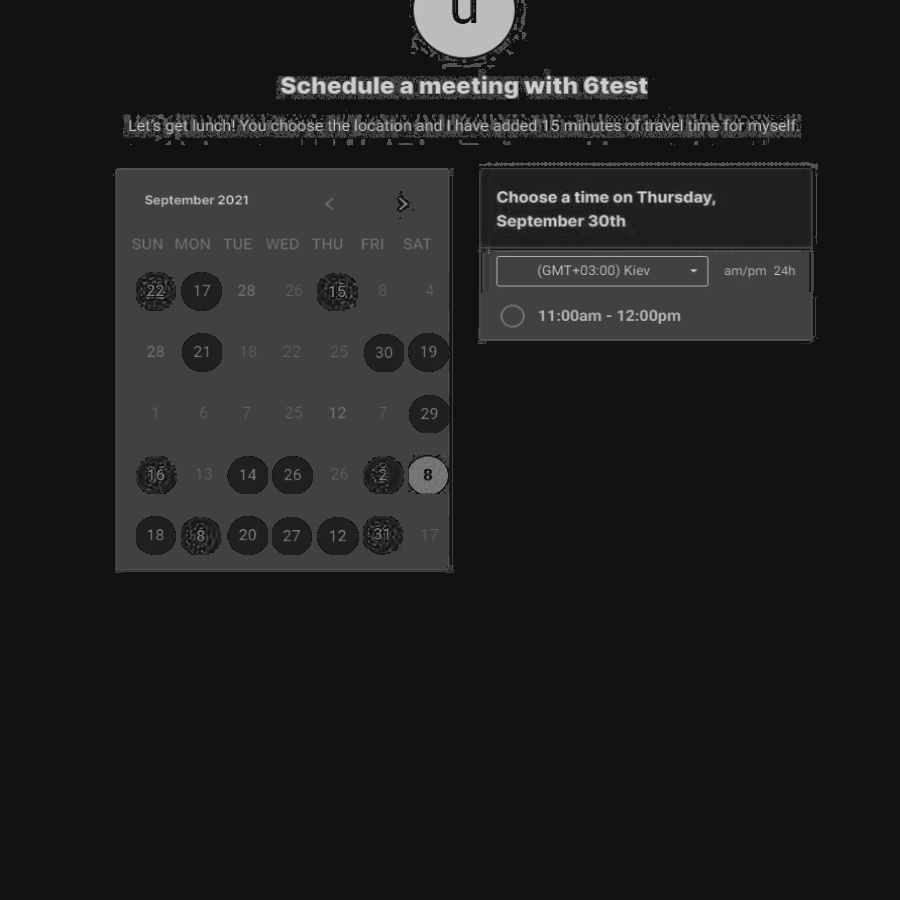 u
Schedule a meeting with 6test
Let's get lunch! You choose the location and I have added 15 minutes of travel time for myself.
September 2021
SUN MON TUE WED THU FRI SAT
22 17 28 26 15 8 4
28 21 18 22 25 30 19
1 6 7 25 12 7 29
16 13 14 26 26 2 8
18 8 20 27 12 31 17
Choose a time on Thursday,
September 30th
(GMT+03:00) Kiev am/pm 24h
11:00am - 12:00pm